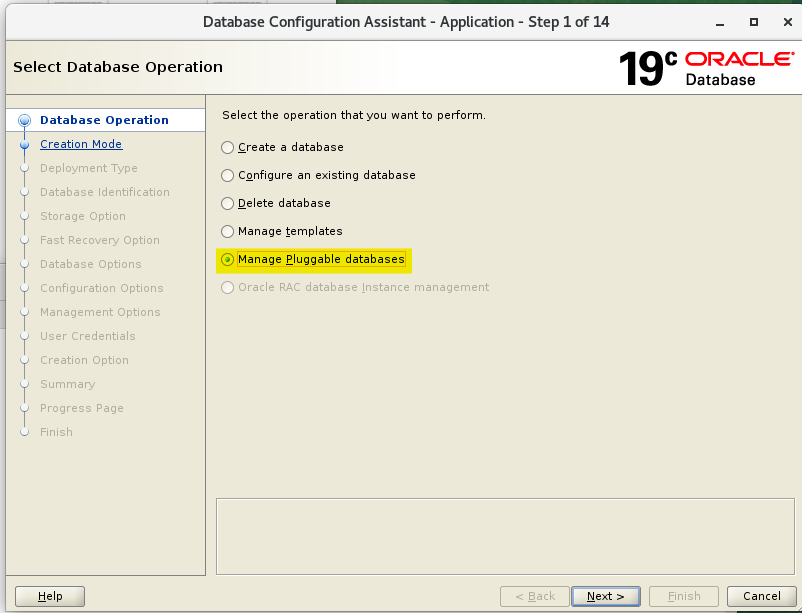 Database Configuration Assistant - Application - Step 1 of 14
Select Database Operation
19c ORACLE
Database
Database Operation
Creation Mode
Deployment Type
Database Identification
Storage Option
Fast Recovery Option
Database Options
Configuration Options
Management Options
User Credentials
Creation Option
Summary
Progress Page
Finish
Select the operation that you want to perform.
Create a database
Configure an existing database
Delete database
Manage templates
Manage Pluggable databases
Oracle RAC database Instance management
Help
< Back
Next >
Finish
Cancel